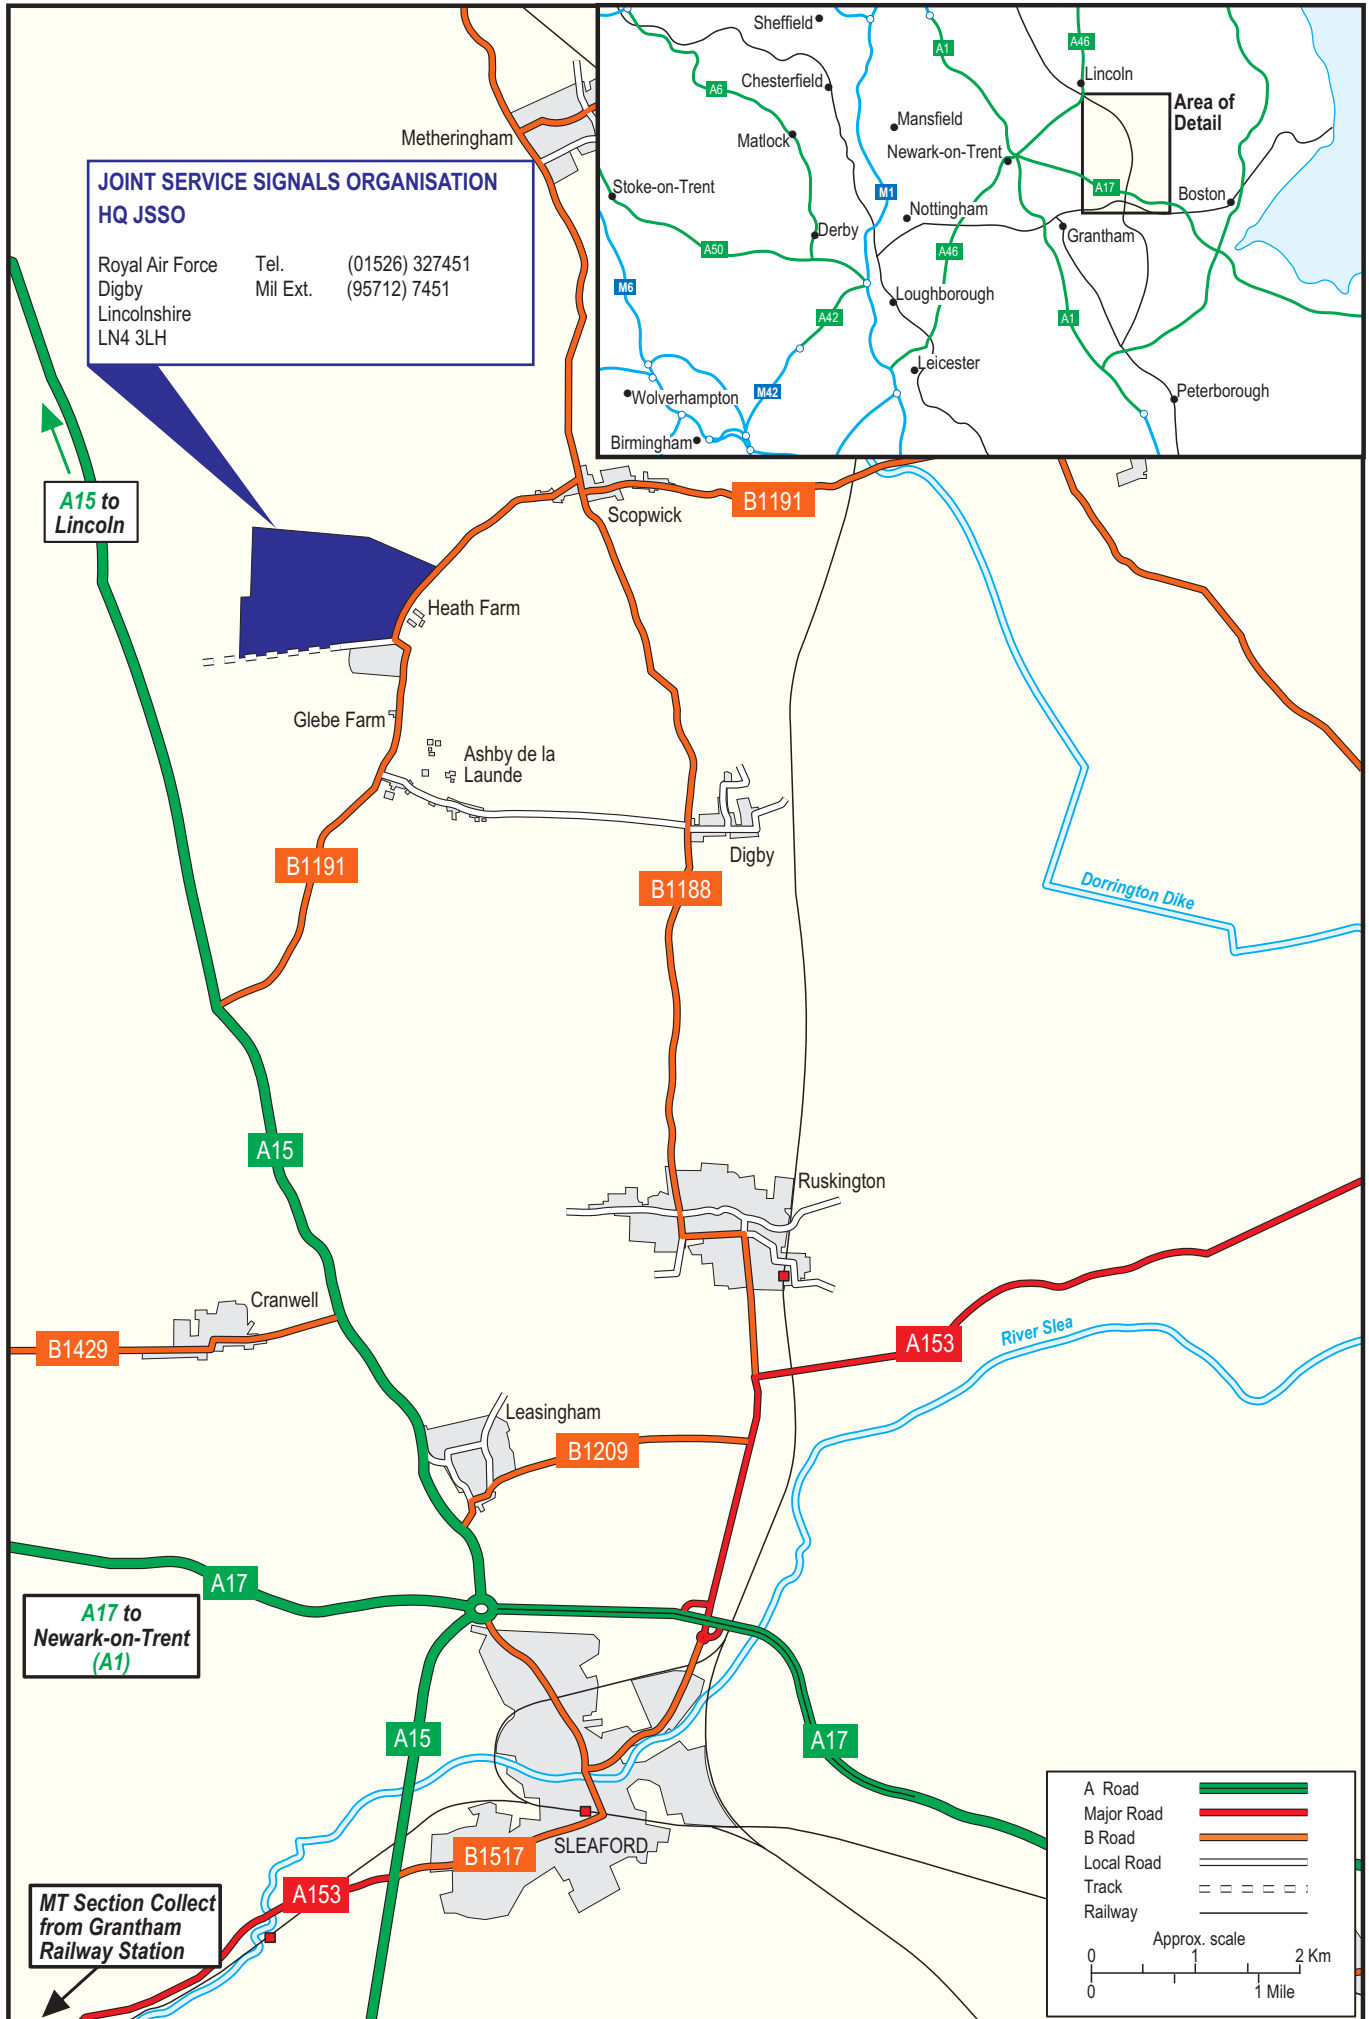 Metheringham
JOINT SERVICE SIGNALS ORGANISATION
HQ JSSO
Royal Air Force
Digby
Lincolnshire
LN4 3LH
Tel. (01526) 327451
Mil Ext. (95712) 7451
Sheffield
Chesterfield
Matlock
Mansfield
Newark-on-Trent
Lincoln
Area of
Detail
Stoke-on-Trent
Derby
Nottingham
Grantham
Boston
Loughborough
Leicester
Wolverhampton
Birmingham
Peterborough
A6
A1
A46
M1
A17
A50
A46
M6
A42
A1
M42
A15 to
Lincoln
Scopwick
B1191
Heath Farm
Glebe Farm
Ashby de la
Launde
B1191
Digby
B1188
Dorrington Dike
A15
Ruskington
Cranwell
B1429
A153
River Slea
Leasingham
B1209
A17
A17 to
Newark-on-Trent
(A1)
A15
A17
SLEAFORD
B1517
A153
MT Section Collect
from Grantham
Railway Station
A Road
Major Road
B Road
Local Road
Track
Railway
Approx. scale
0 1 2 Km
0 1 Mile